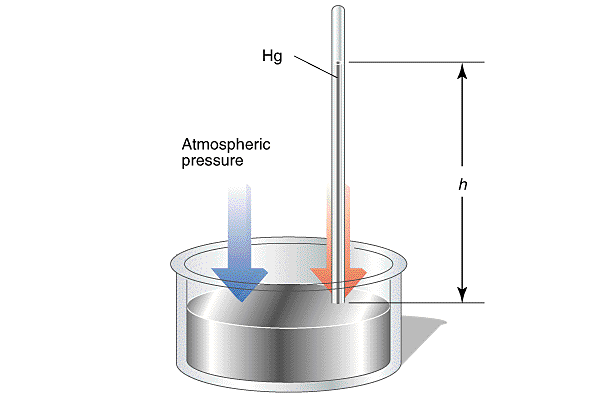 Hg
Atmospheric
pressure
h